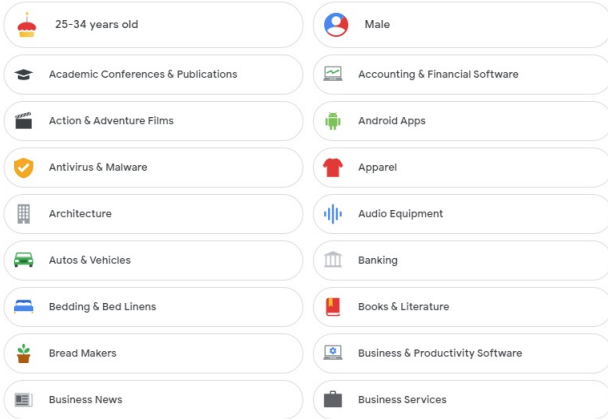 25-34 years old
Male
Academic Conferences & Publications
Accounting & Financial Software
Action & Adventure Films
Android Apps
Antivirus & Malware
Apparel
Architecture
Audio Equipment
Autos & Vehicles
Banking
Bedding & Bed Linens
Books & Literature
Bread Makers
Business & Productivity Software
Business News
Business Services